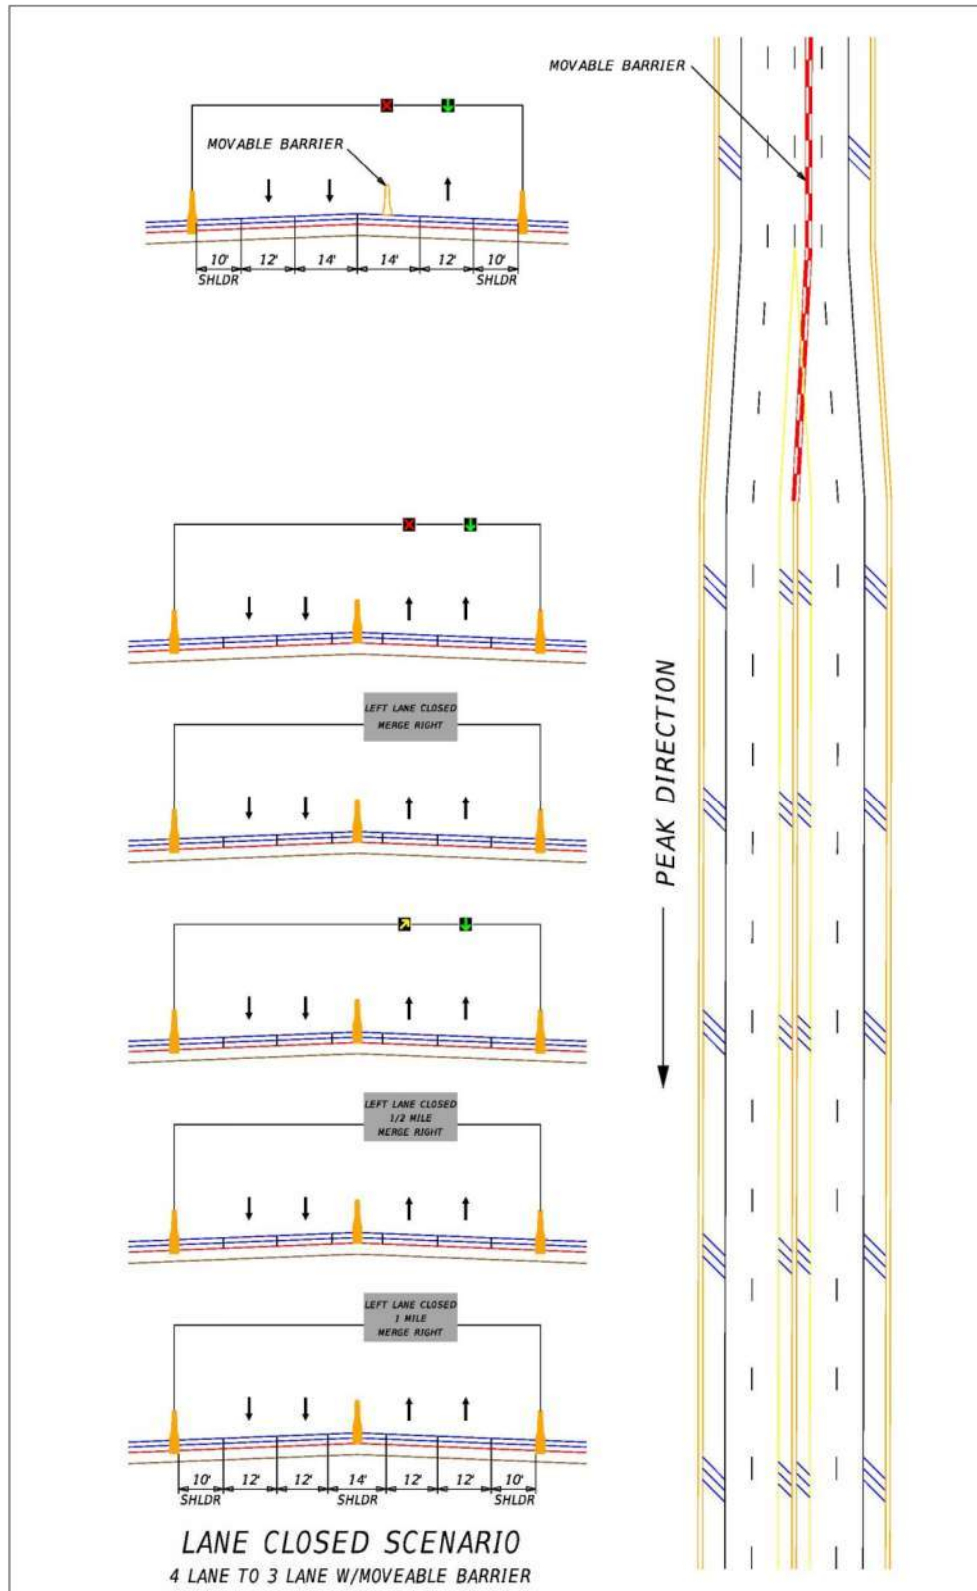 MOVABLE BARRIER
MOVABLE BARRIER
10' 12' 14' 14' 12' 10'
SHLDR SHLDR
LEFT LANE CLOSED
MERGE RIGHT
PEAK DIRECTION
LEFT LANE CLOSED
1/2 MILE
MERGE RIGHT
LEFT LANE CLOSED
1 MILE
MERGE RIGHT
10' 12' 12' 14' 12' 12' 10'
SHLDR SHLDR SHLDR
LANE CLOSED SCENARIO
4 LANE TO 3 LANE W/MOVEABLE BARRIER